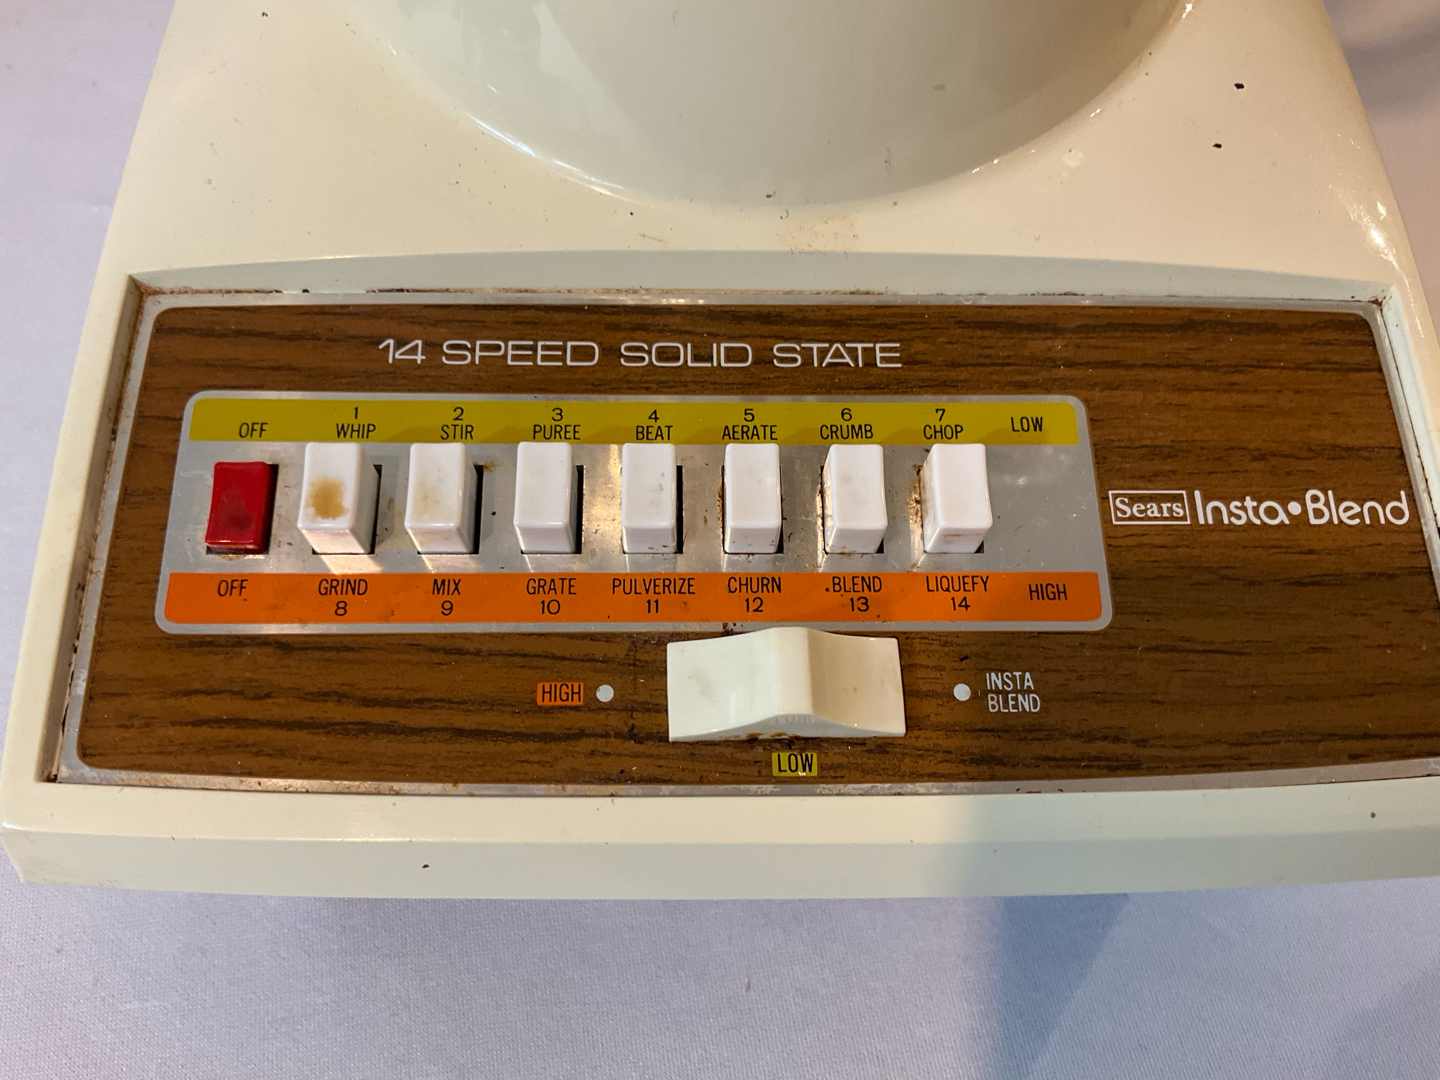 14 SPEED SOLID STATE
1 2 3 4 5 6 7
OFF WHIP STIR PUREE BEAT AERATE CRUMB CHOP LOW
Sears Insta•Blend
OFF GRIND MIX GRATE PULVERIZE CHURN BLEND LIQUEFY HIGH
8 9 10 11 12 13 14
HIGH
INSTA
BLEND
LOW